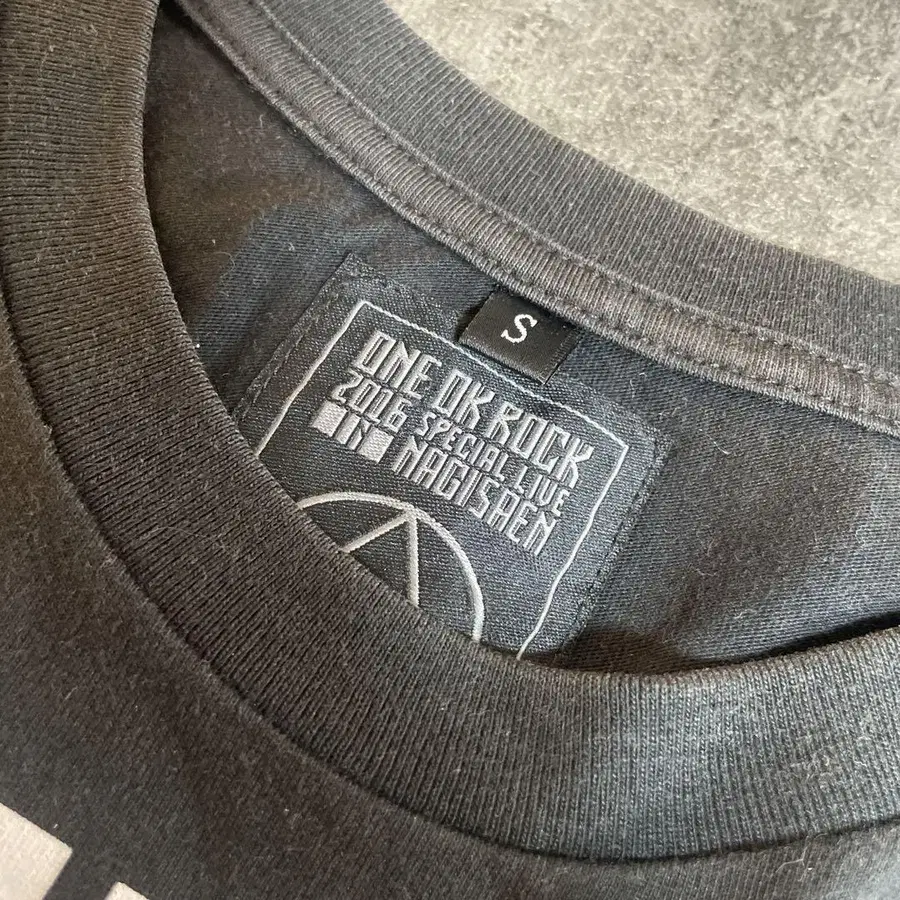 S
ONE OK ROCK
2016 SPECIAL LIVE
IN NAGISAEN